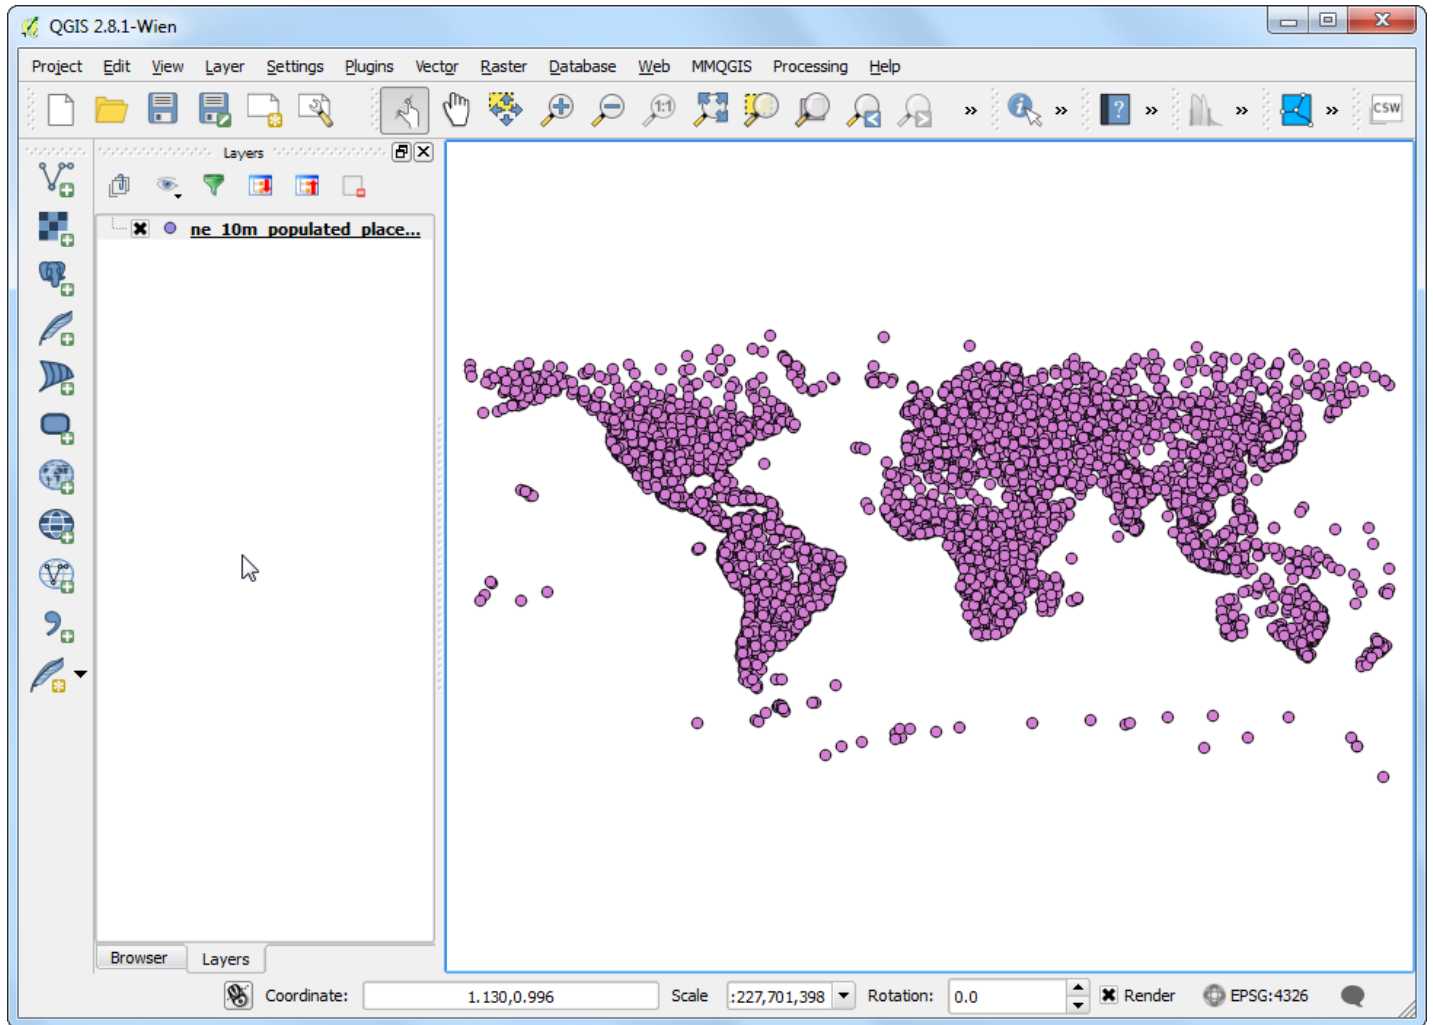 QGIS 2.8.1-Wien
Project Edit View Layer Settings Plugins Vector Raster Database Web MMQGIS Processing Help
1:1 » » ? » » » CSW
Layers
ne_10m_populated_place...
Browser Layers
Coordinate: 1.130,0.996 Scale :227,701,398 Rotation: 0.0 Render EPSG:4326